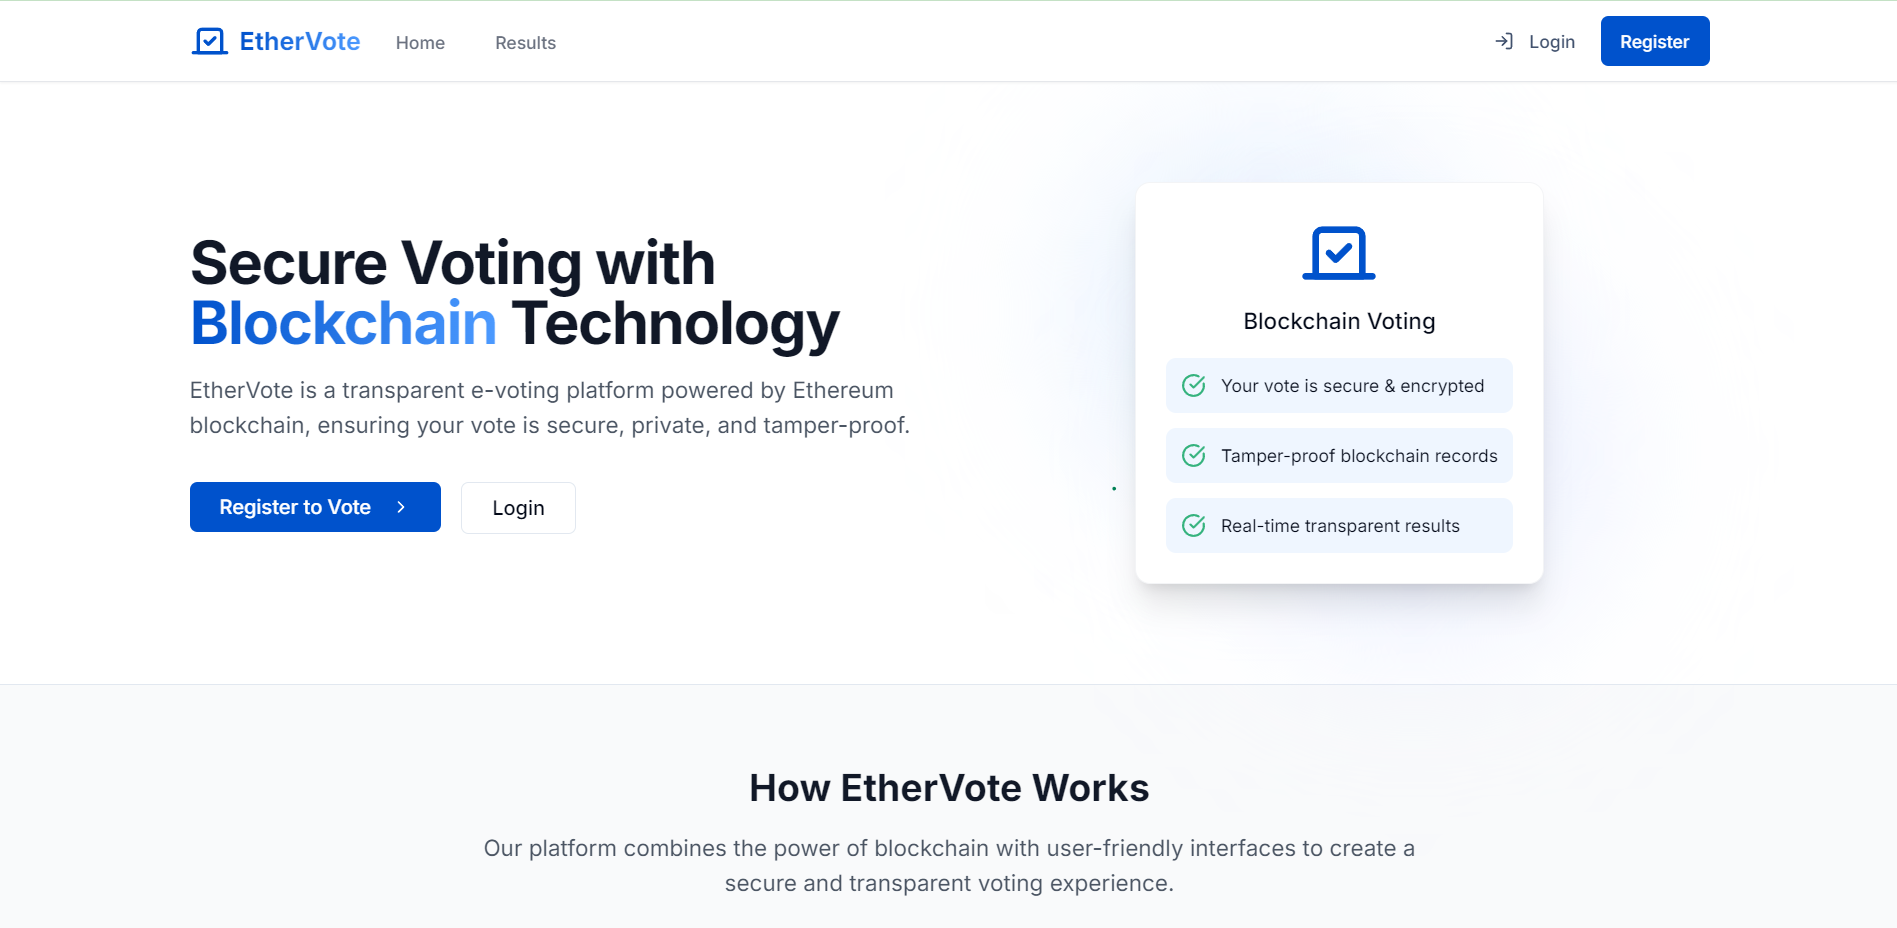 EtherVote
Home
Results
Login
Register
Secure Voting with
Blockchain Technology
EtherVote is a transparent e-voting platform powered by Ethereum
blockchain, ensuring your vote is secure, private, and tamper-proof.
Register to Vote
Login
Blockchain Voting
Your vote is secure & encrypted
Tamper-proof blockchain records
Real-time transparent results
How EtherVote Works
Our platform combines the power of blockchain with user-friendly interfaces to create a
secure and transparent voting experience.